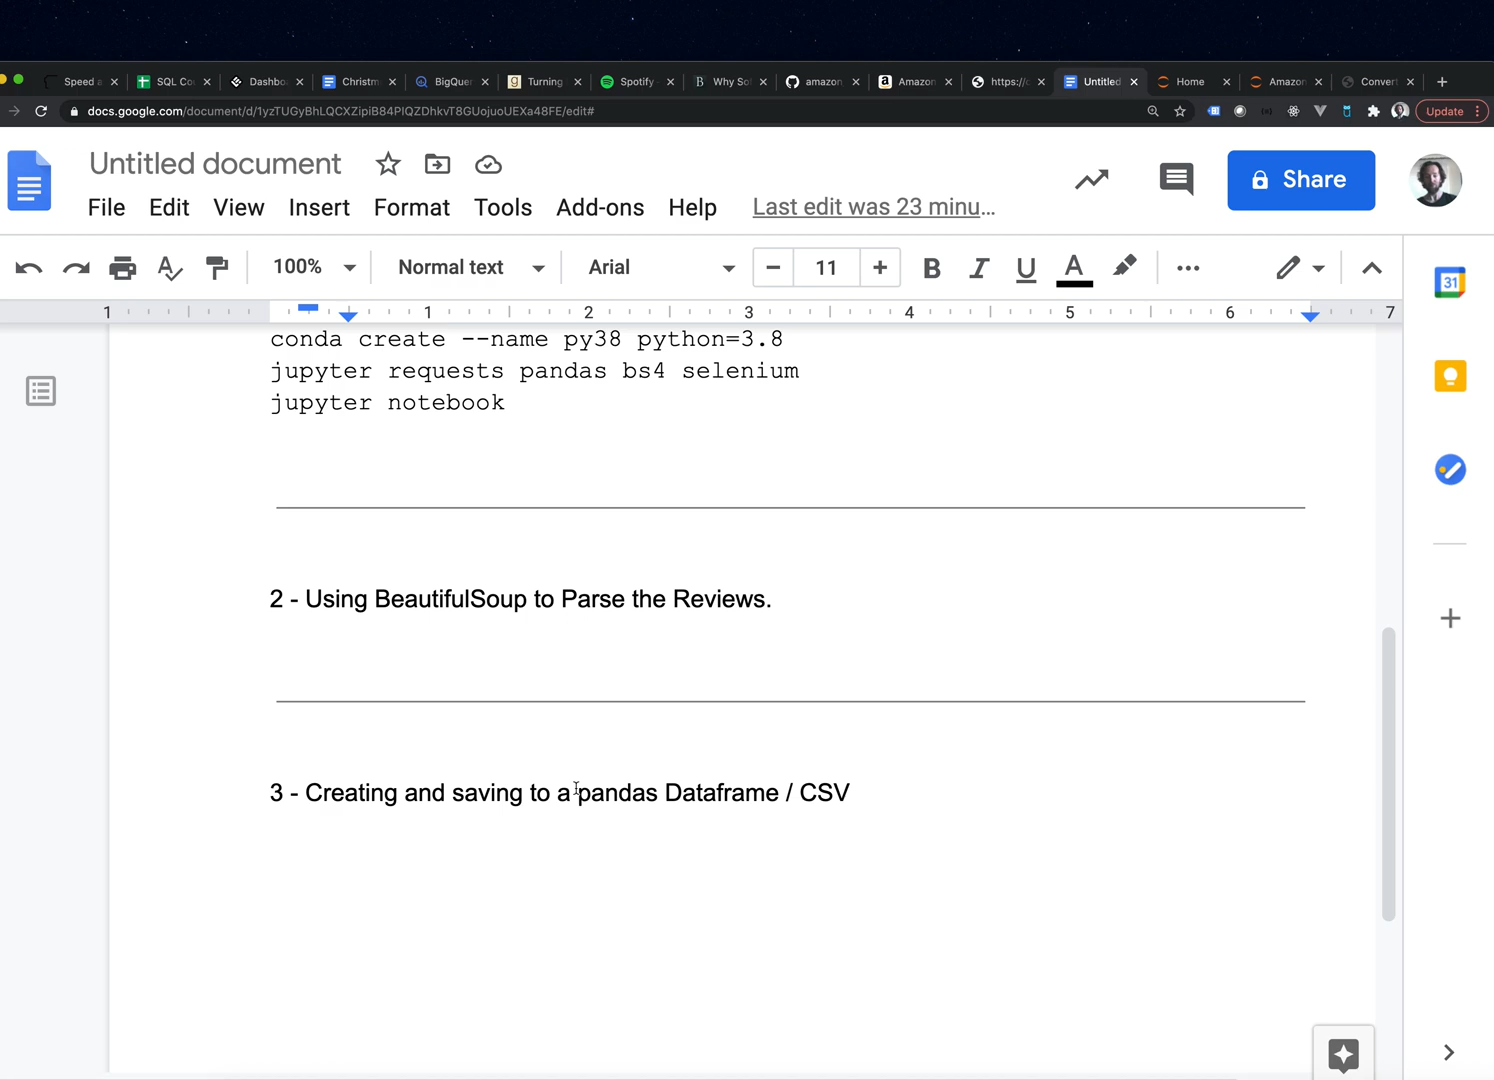 Speed a
SQL Co
Dashbo
Christm
BigQuer
Turning
Spotify
Why So
amazon
Amazon
https://c
Untitled
Home
Amazon
Convert
docs.google.com/document/d/1yzTUGyBhLQCXZipiB84PIQZDhkvT8GUojuoUEXa48FE/edit#
Update
Untitled document
File Edit View Insert Format Tools Add-ons Help Last edit was 23 minu...
Share
100% Normal text Arial 11 B I U A
31
1 1 2 3 4 5 6 7
conda create --name py38 python=3.8
jupyter requests pandas bs4 selenium
jupyter notebook
2 - Using BeautifulSoup to Parse the Reviews.
3 - Creating and saving to a pandas Dataframe / CSV